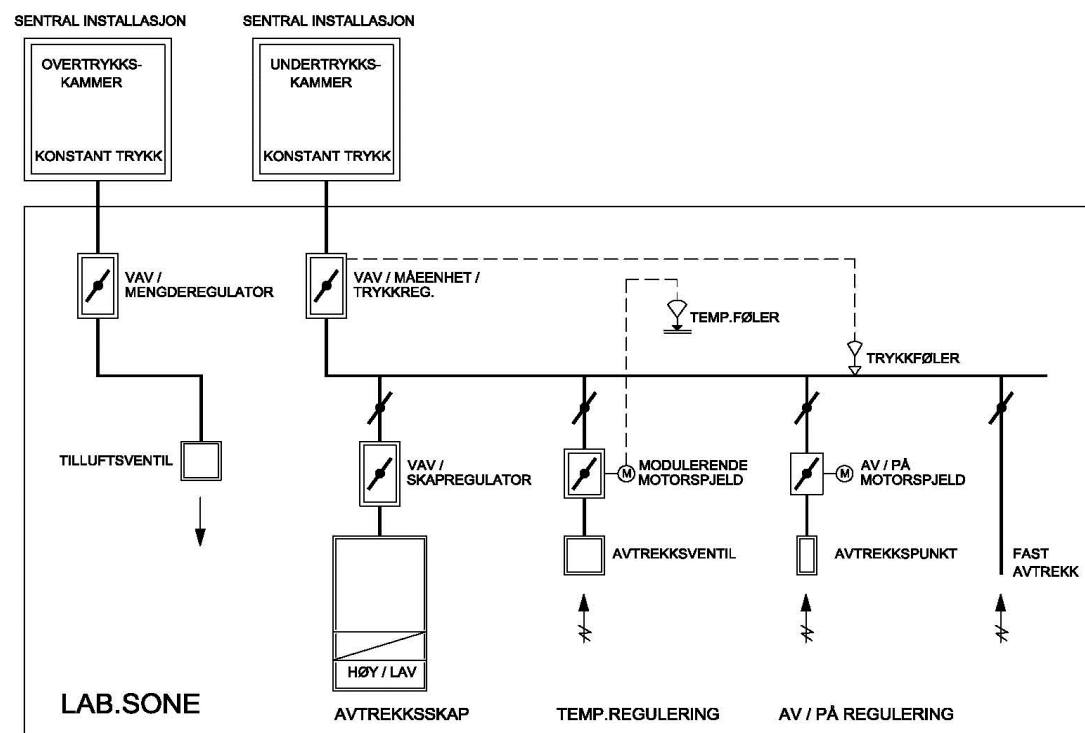 SENTRAL INSTALLASJON
SENTRAL INSTALLASJON
OVERTRYKKS-
KAMMER
KONSTANT TRYKK
UNDERTRYKKS-
KAMMER
KONSTANT TRYKK
VAV /
MENGDEREGULATOR
VAV / MÅEENHET /
TRYKKREG.
TEMP.FØLER
TRYKKFØLER
TILLUFTSVENTIL
VAV /
SKAPREGULATOR
M
MODULERENDE
MOTORSPJELD
M
AV / PÅ
MOTORSPJELD
AVTREKKSVENTIL
AVTREKKSPUNKT
FAST
AVTREKK
HØY / LAV
LAB.SONE
AVTREKKSSKAP
TEMP.REGULERING
AV / PÅ REGULERING